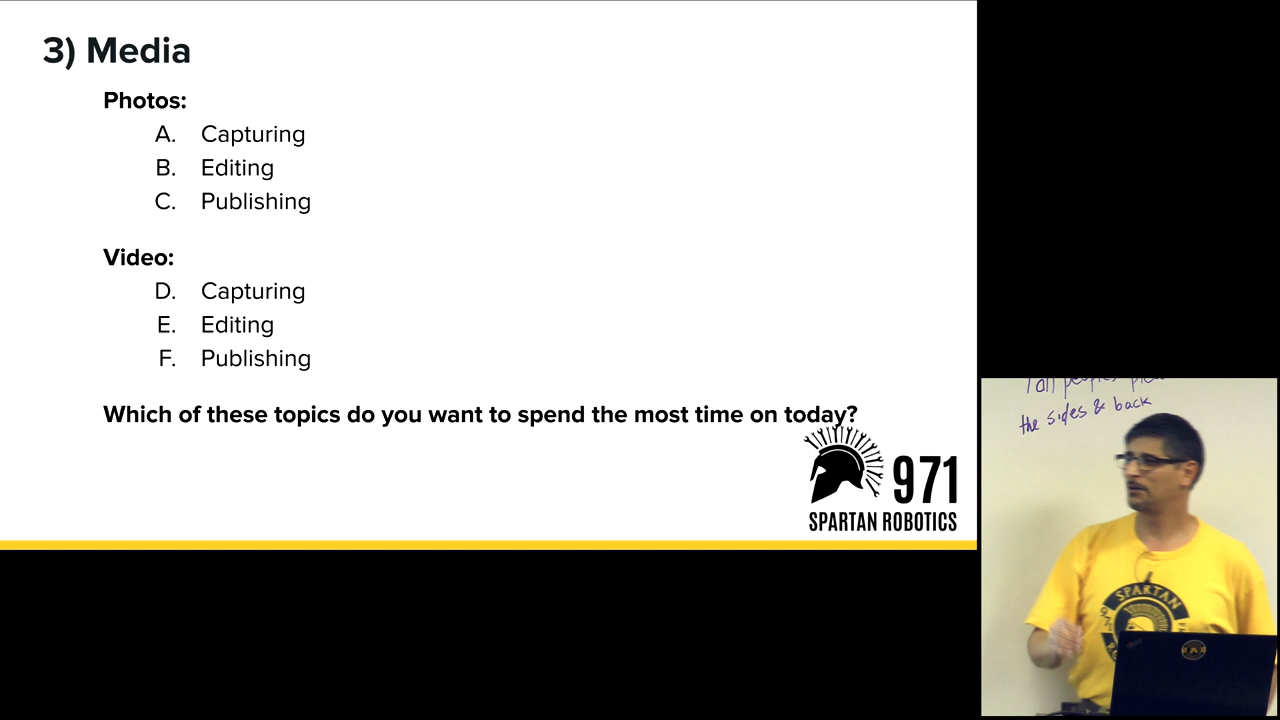 3) Media
Photos:
A. Capturing
B. Editing
C. Publishing
Video:
D. Capturing
E. Editing
F. Publishing
Which of these topics do you want to spend the most time on today?
971
SPARTAN ROBOTICS
the sides & back
SPARTAN